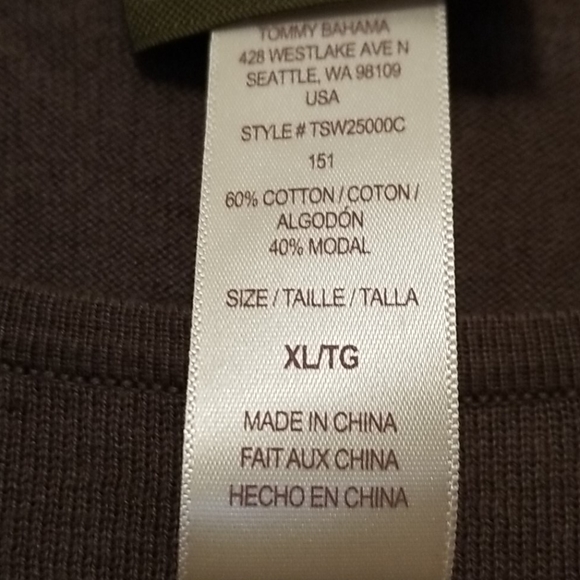 TOMMY BAHAMA
428 WESTLAKE AVE N
SEATTLE, WA 98109
USA
STYLE # TSW25000C
151
60% COTTON / COTON /
ALGODÓN
40% MODAL
SIZE / TAILLE / TALLA
XL/TG
MADE IN CHINA
FAIT AUX CHINA
HECHO EN CHINA